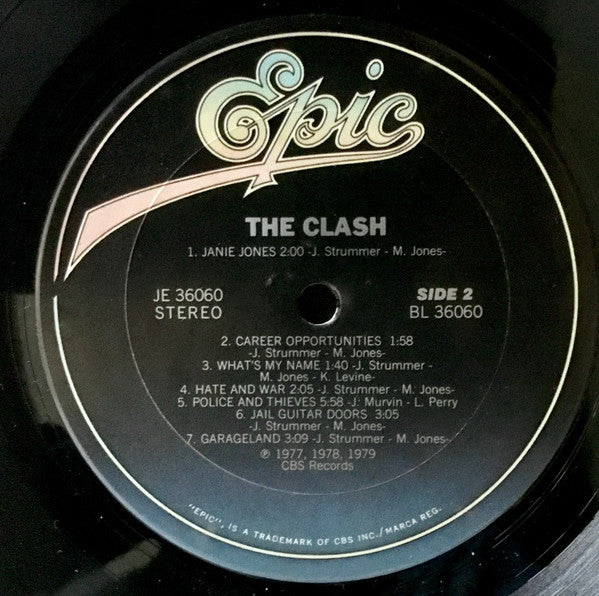 Epic
THE CLASH
1. JANIE JONES 2:00 -J. Strummer - M. Jones-
JE 36060
STEREO
SIDE 2
BL 36060
2. CAREER OPPORTUNITIES 1:58
-J. Strummer - M. Jones-
3. WHAT'S MY NAME 1:40 -J. Strummer -
M. Jones - K. Levine-
4. HATE AND WAR 2:05 -J. Strummer - M. Jones-
5. POLICE AND THIEVES 5:58 -J. Murvin - L. Perry
6. JAIL GUITAR DOORS 3:05
-J. Strummer - M. Jones-
7. GARAGELAND 3:09 -J. Strummer - M. Jones-
℗ 1977, 1978, 1979
CBS Records
"EPIC", IS A TRADEMARK OF CBS INC./MARCA REG.